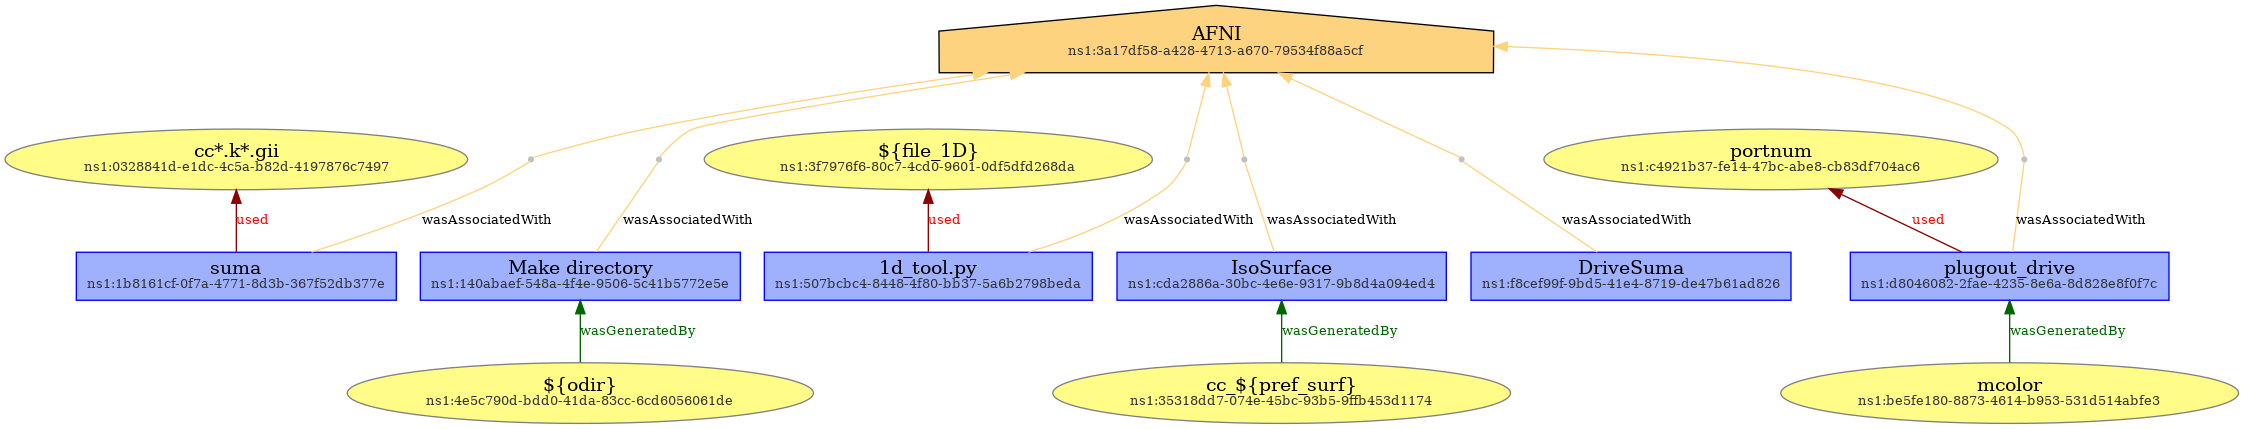 AFNI
ns1:3a17df58-a428-4713-a670-79534f88a5cf
cc*.k*.gii
ns1:0328841d-e1dc-4c5a-b82d-4197876c7497
${file_1D}
ns1:3f7976f6-80c7-4cd0-9601-0df5dfd268da
portnum
ns1:c4921b37-fe14-47bc-abe8-cb83df704ac6
used
wasAssociatedWith
wasAssociatedWith
used
wasAssociatedWith
wasAssociatedWith
wasAssociatedWith
used
wasAssociatedWith
suma
ns1:1b8161cf-0f7a-4771-8d3b-367f52db377e
Make directory
ns1:140abaef-548a-4f4e-9506-5c41b5772e5e
1d_tool.py
ns1:507bcbc4-8448-4f80-bb37-5a6b2798beda
IsoSurface
ns1:cda2886a-30bc-4e6e-9317-9b8d4a094ed4
DriveSuma
ns1:f8cef99f-9bd5-41e4-8719-de47b61ad826
plugout_drive
ns1:d8046082-2fae-4235-8e6a-8d828e8f0f7c
wasGeneratedBy
wasGeneratedBy
wasGeneratedBy
${odir}
ns1:4e5c790d-bdd0-41da-83cc-6cd6056061de
cc_${pref_surf}
ns1:35318dd7-074e-45bc-93b5-9ffb453d1174
mcolor
ns1:be5fe180-8873-4614-b953-531d514abfe3